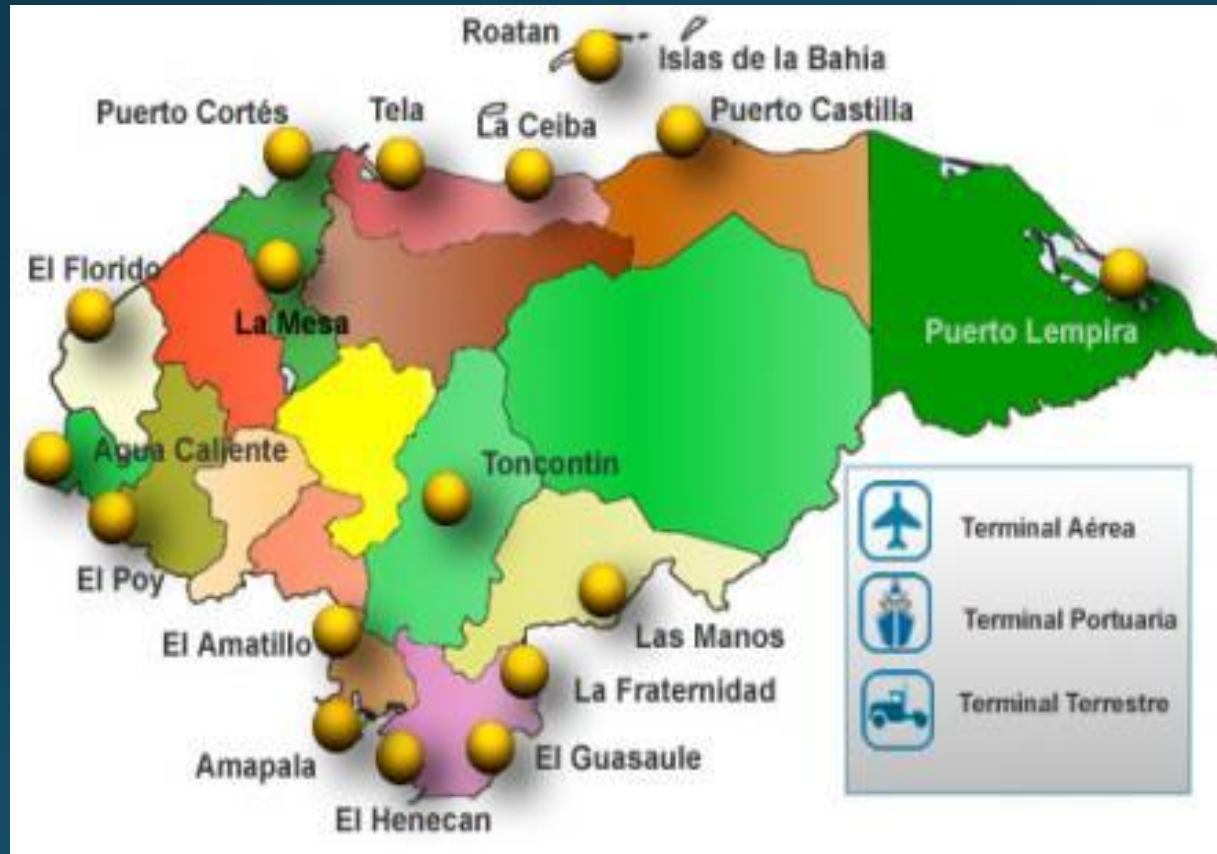 Roatan
Islas de la Bahia
Puerto Cortés
Tela
La Ceiba
Puerto Castilla
El Florido
La Mesa
Puerto Lempira
Agua Caliente
Toncontin
El Poy
El Amatillo
Las Manos
La Fraternidad
Amapala
El Guasaule
El Henecan
Terminal Aérea
Terminal Portuaria
Terminal Terrestre